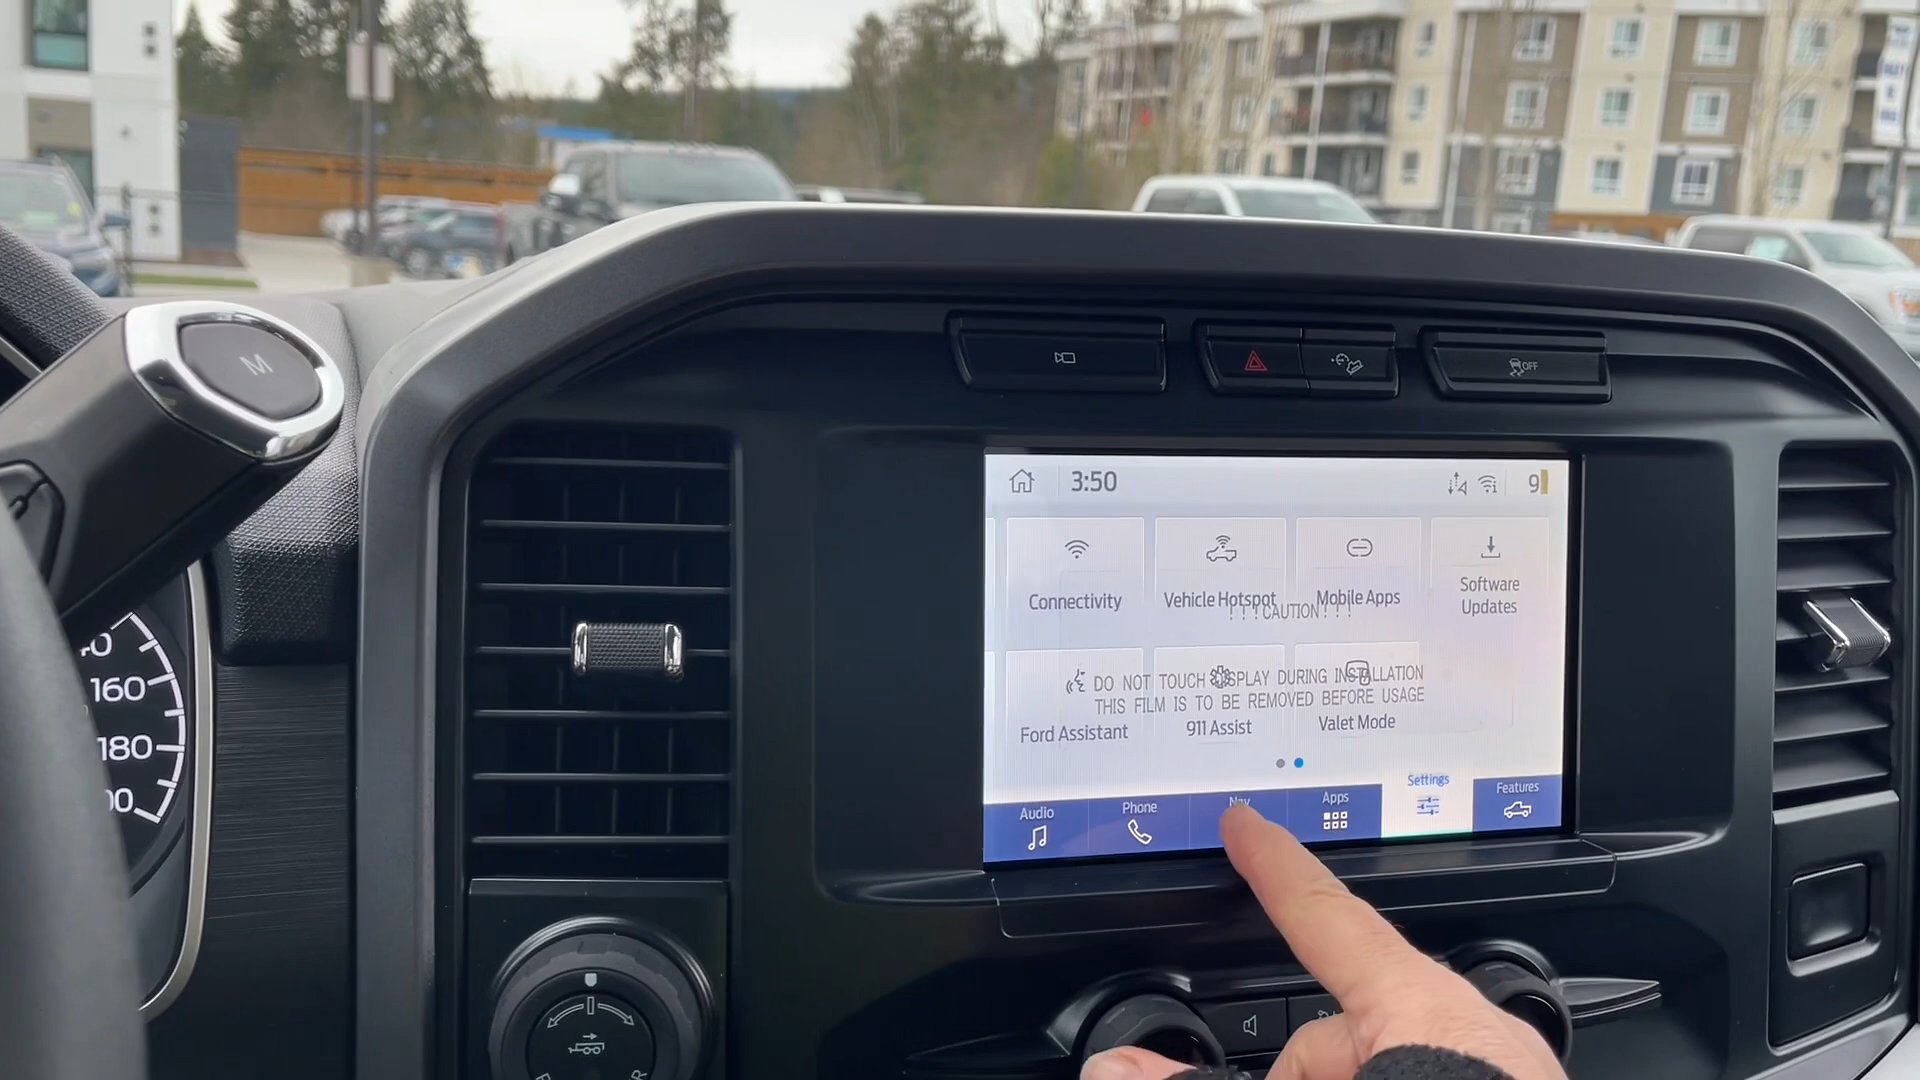 M
OFF
3:50
9
Connectivity
Vehicle Hotspot
Mobile Apps
Software
Updates
! ! ! CAUTION ! ! !
DO NOT TOUCH DISPLAY DURING INSTALLATION
THIS FILM IS TO BE REMOVED BEFORE USAGE
Ford Assistant
911 Assist
Valet Mode
Audio
Phone
Nav
Apps
Settings
Features
160
180